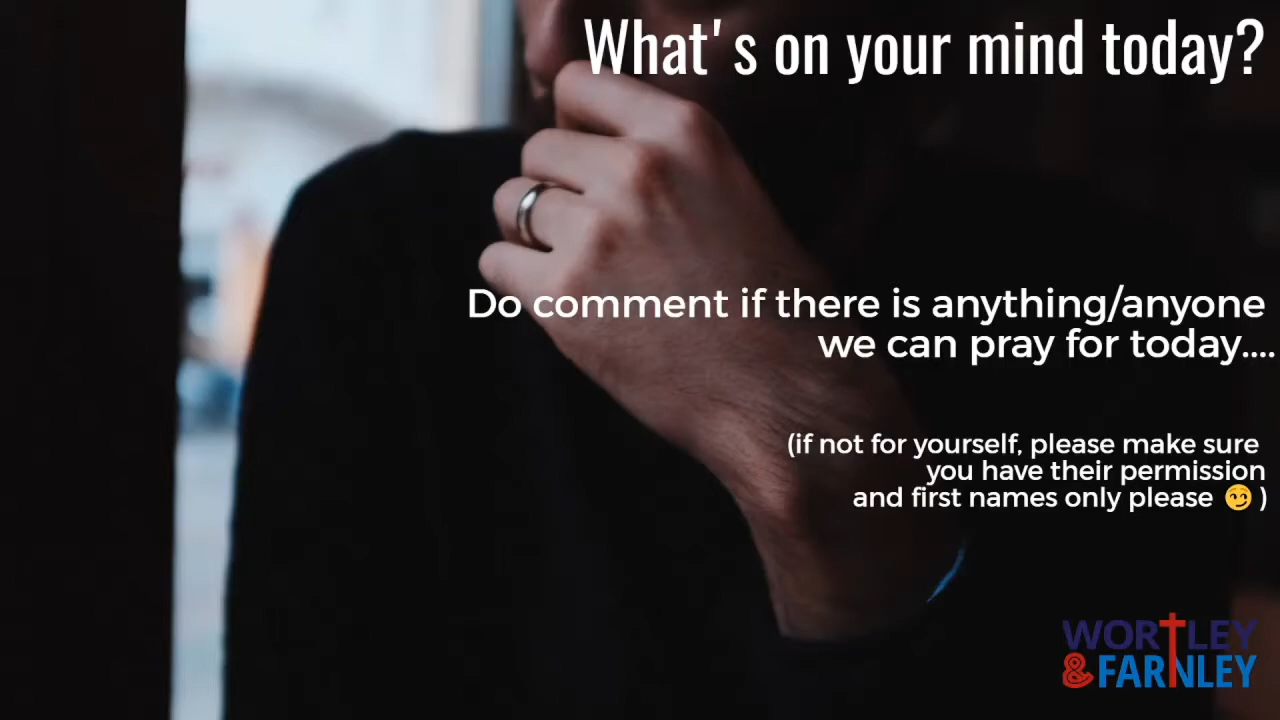 What's on your mind today?
Do comment if there is anything/anyone
we can pray for today....
(if not for yourself, please make sure
you have their permission
and first names only please 😏)
WORTLEY
& FARNLEY